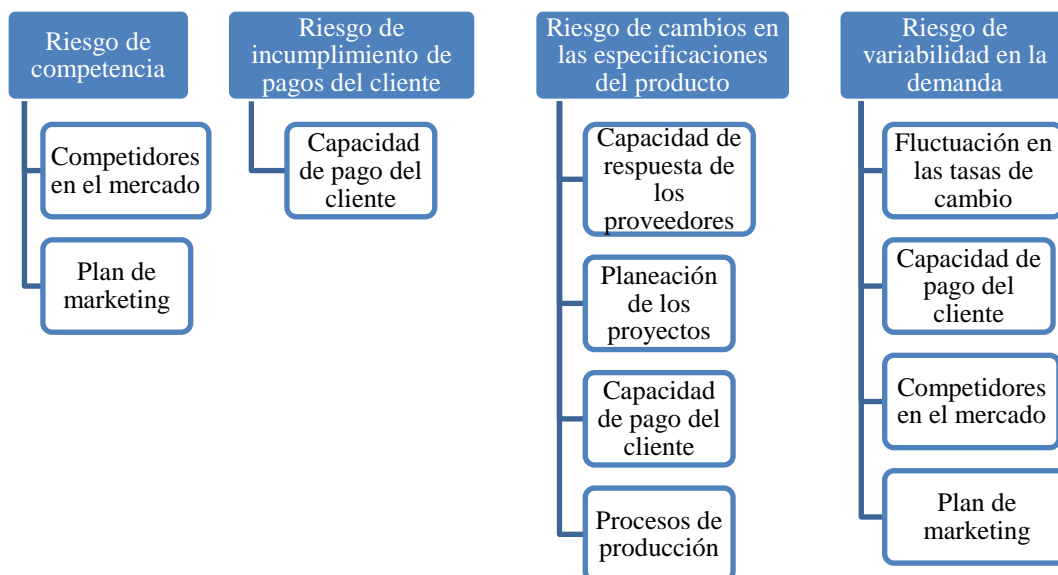 Riesgo de
competencia
Competidores
en el mercado
Plan de
marketing
Riesgo de
incumplimiento de
pagos del cliente
Capacidad
de pago del
cliente
Riesgo de cambios en
las especificaciones
del producto
Capacidad de
respuesta de
los
proveedores
Planeación
de los
proyectos
Capacidad
de pago del
cliente
Procesos de
producción
Riesgo de
variabilidad en la
demanda
Fluctuación en
las tasas de
cambio
Capacidad de
pago del
cliente
Competidores
en el mercado
Plan de
marketing